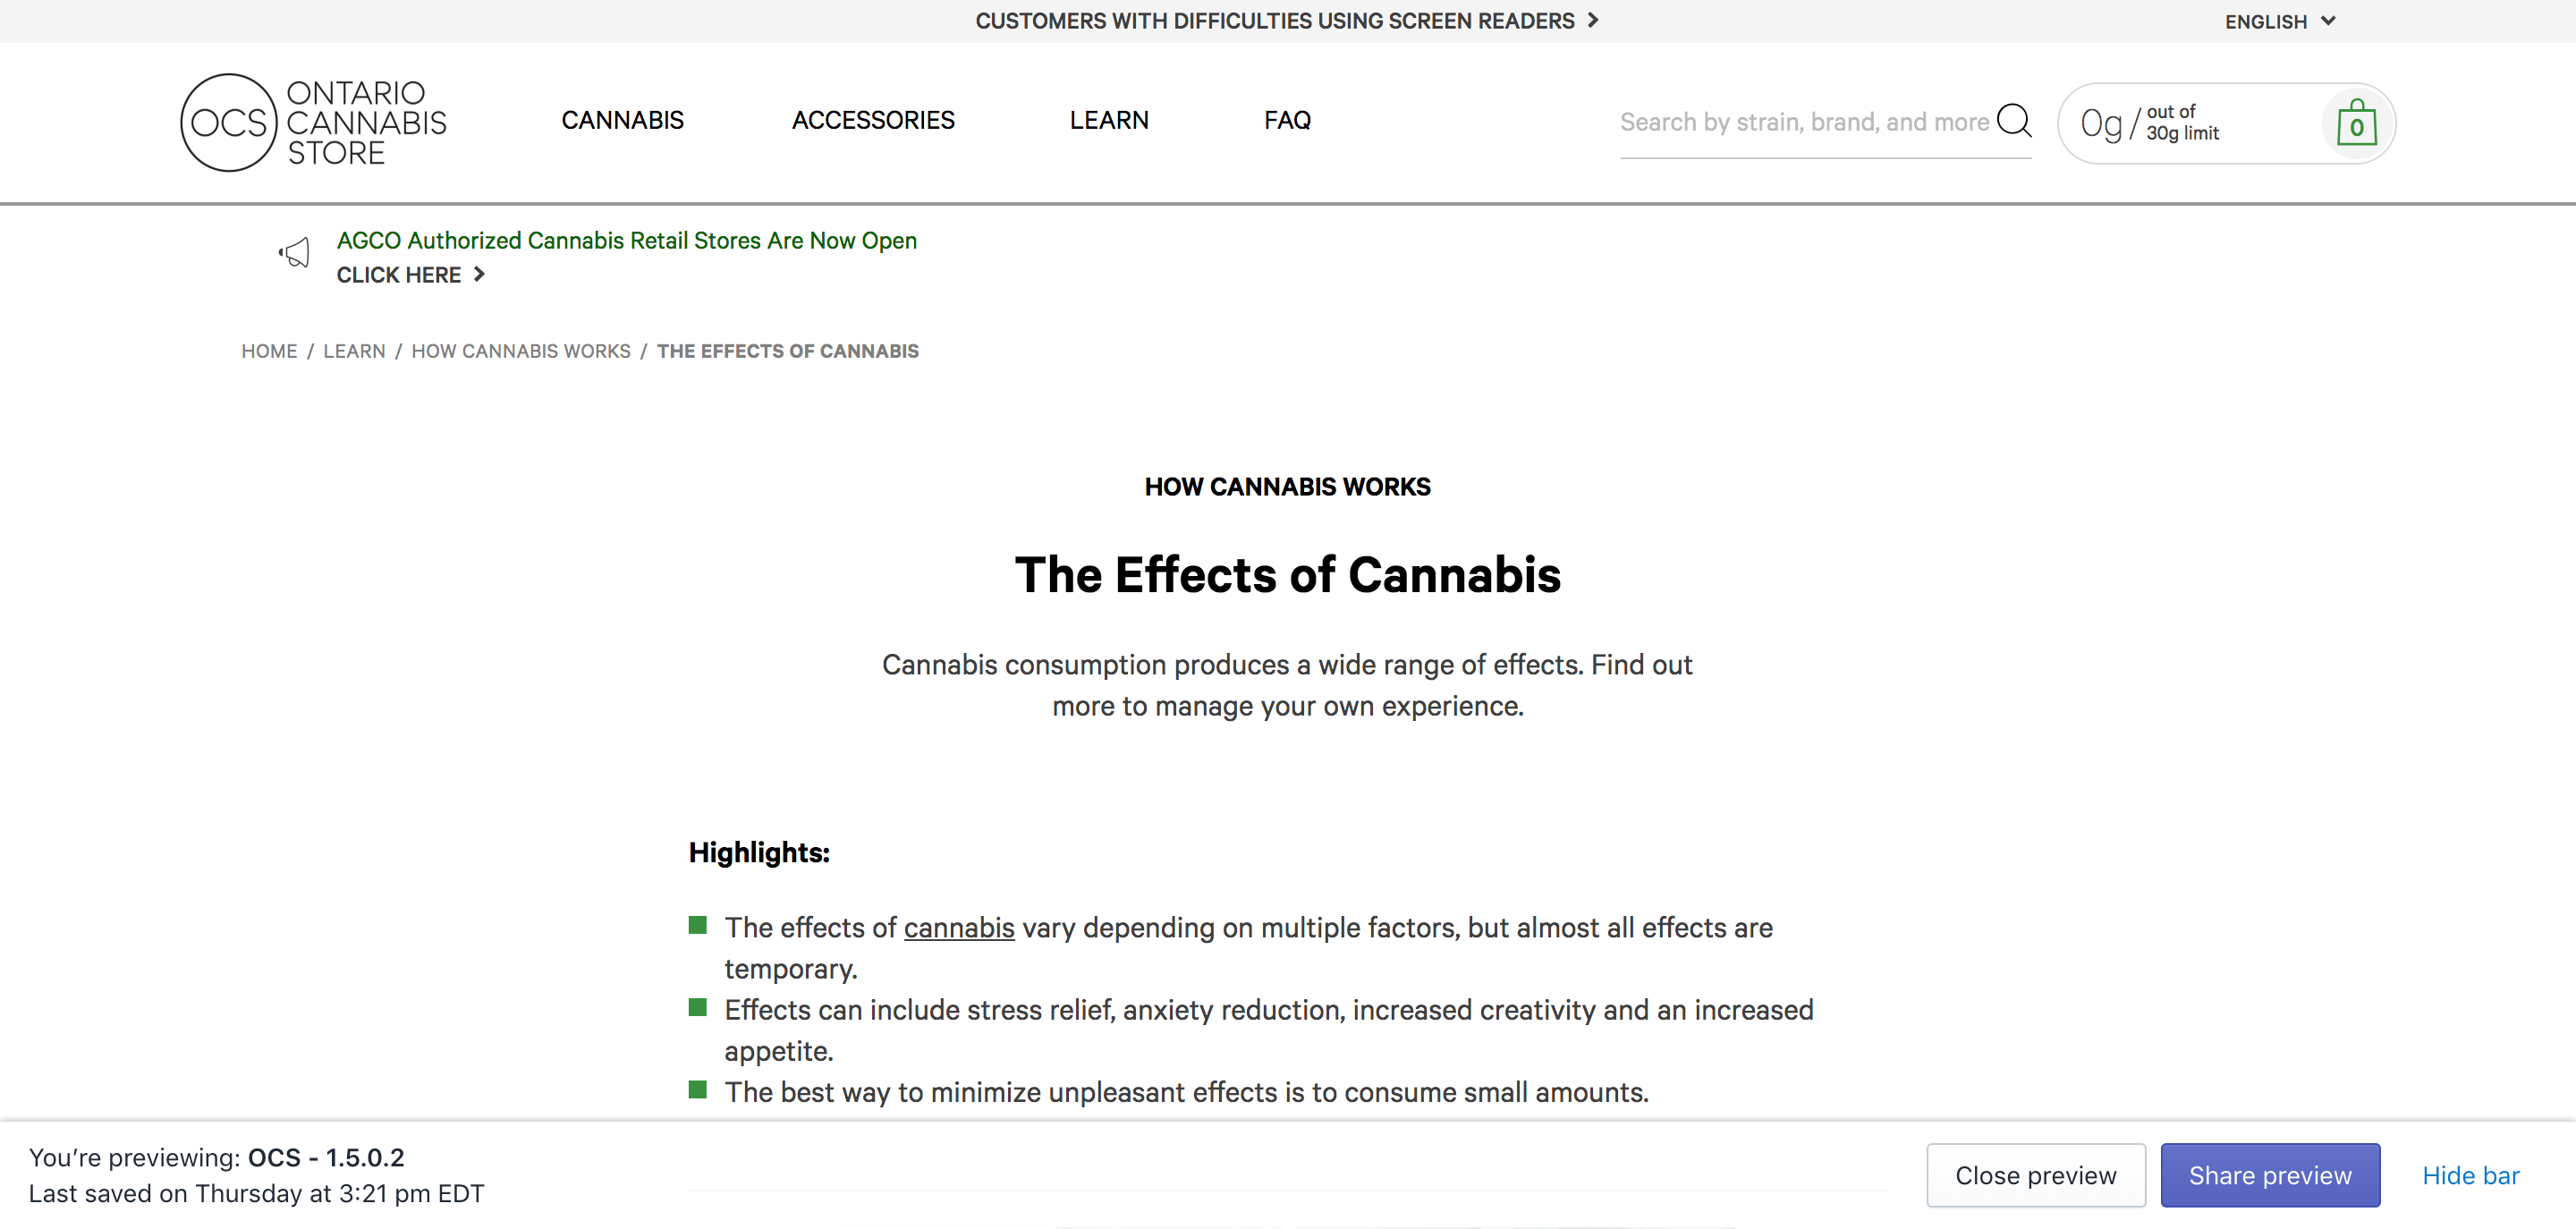 CUSTOMERS WITH DIFFICULTIES USING SCREEN READERS
ENGLISH
OCS
ONTARIO
CANNABIS
STORE
CANNABIS
ACCESSORIES
LEARN
FAQ
Search by strain, brand, and more
0g/ out of
30g limit
0
AGCO Authorized Cannabis Retail Stores Are Now Open
CLICK HERE
HOME / LEARN / HOW CANNABIS WORKS / THE EFFECTS OF CANNABIS
HOW CANNABIS WORKS
The Effects of Cannabis
Cannabis consumption produces a wide range of effects. Find out
more to manage your own experience.
Highlights:
The effects of cannabis vary depending on multiple factors, but almost all effects are
temporary.
Effects can include stress relief, anxiety reduction, increased creativity and an increased
appetite.
The best way to minimize unpleasant effects is to consume small amounts.
You're previewing: OCS - 1.5.0.2
Last saved on Thursday at 3:21 pm EDT
Close preview
Share preview
Hide bar